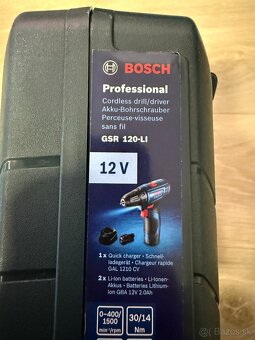 BOSCH
Professional
Cordless drill/driver
Akku-Bohrschrauber
Perceuse-visseuse
sans fil
GSR 120-LI
12 V
1x Quick charger • Schnell-
ladegerät • Chargeur rapide
GAL 1210 CV
2x Li-Ion batteries • Li-Ionen-
Akkus • Batteries Lithium-
Ion GBA 12V 2.0Ah
0–400/
1500
min⁻¹/rpm
30/14
Nm
bazos.sk